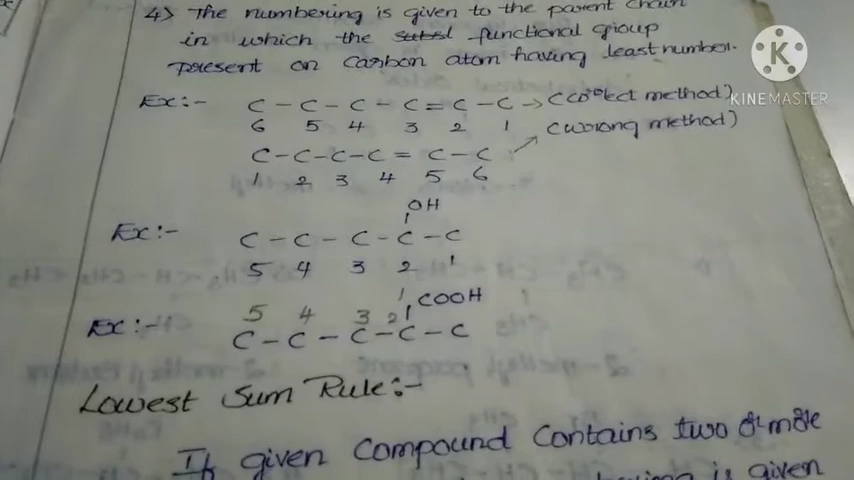 4) The numbering is given to the parent chain
in which the functional group
present on carbon atom having least number.
Ex:- C - C - C - C = C - C → (correct method)
6 5 4 3 2 1
(wrong method)
C - C - C - C = C - C
1 2 3 4 5 6
OH
Ex:- C - C - C - C - C
5 4 3 2 1
1 COOH
5 4 3 2
Ex:- C - C - C - C - C
Lowest Sum Rule:-
If given compound contains two or more
is given
K
KINEMASTER